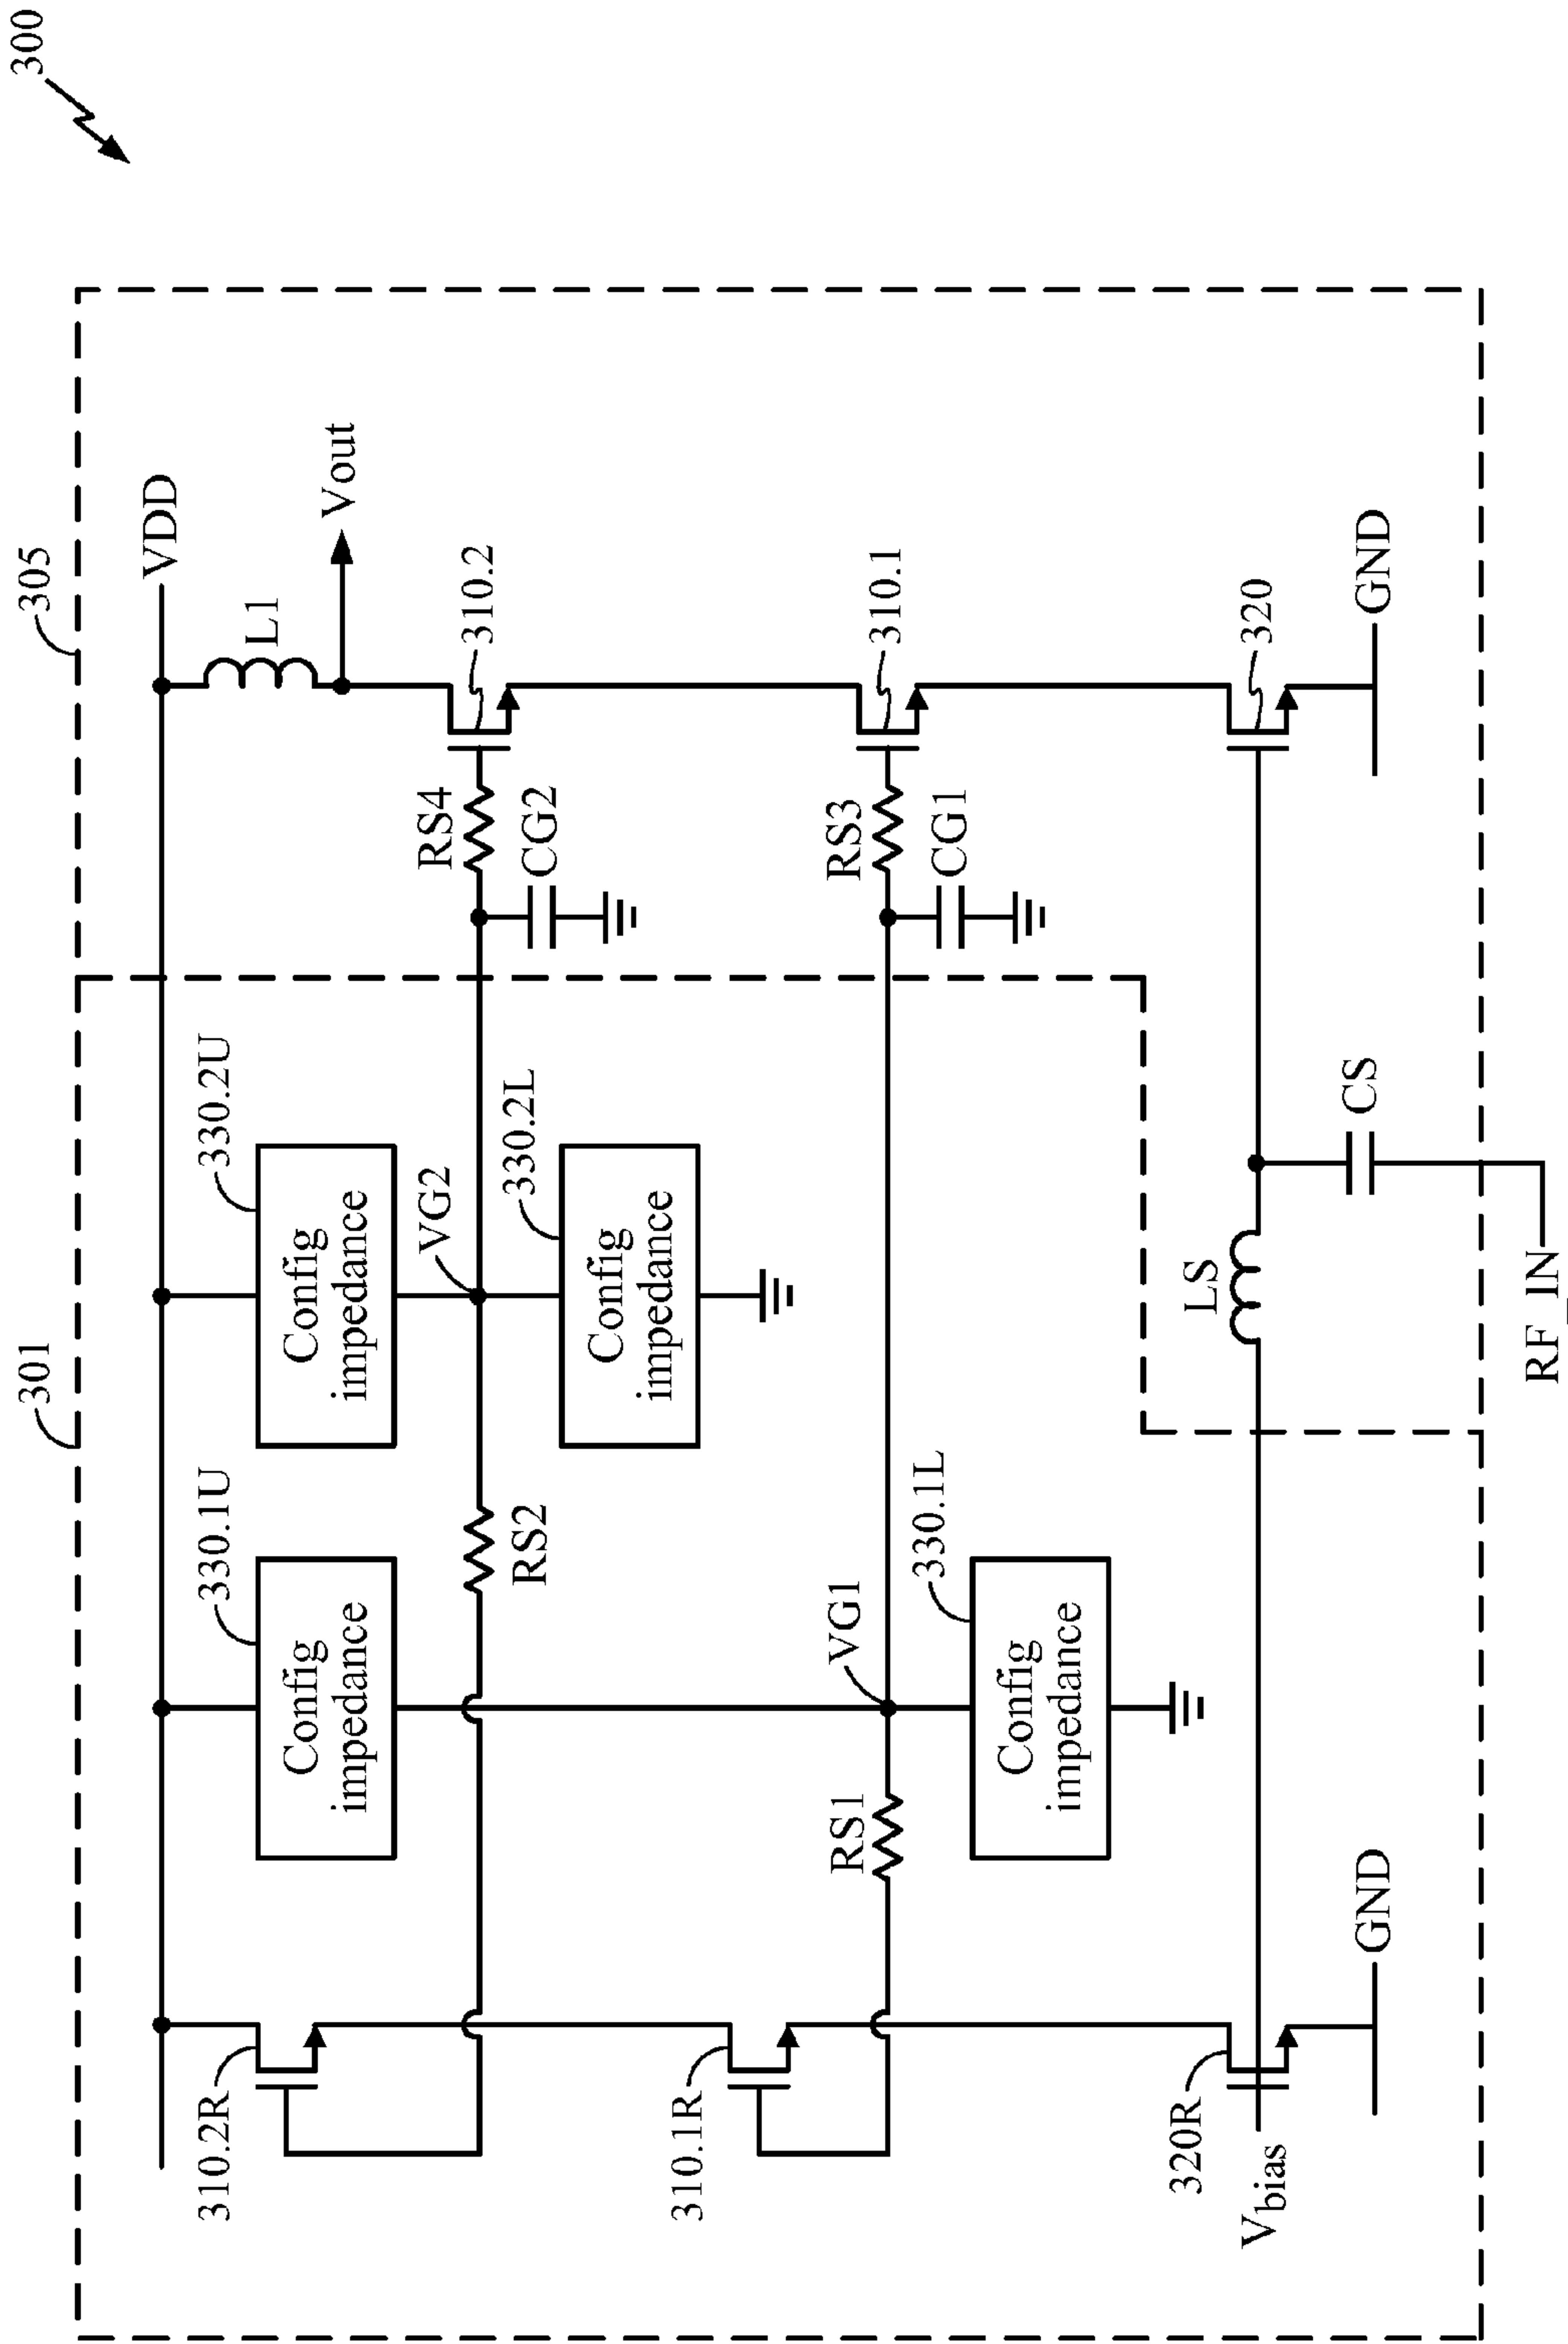 300
301
305
VDD
330.1U
330.2U
L1
Config
impedance
Config
impedance
Vout
310.2R
VG2
RS4
310.2
RS2
CG2
330.2L
Config
impedance
310.1R
RS1
VG1
RS3
310.1
CG1
330.1L
Config
impedance
320R
LS
320
Vbias
CS
GND
GND
RF_IN